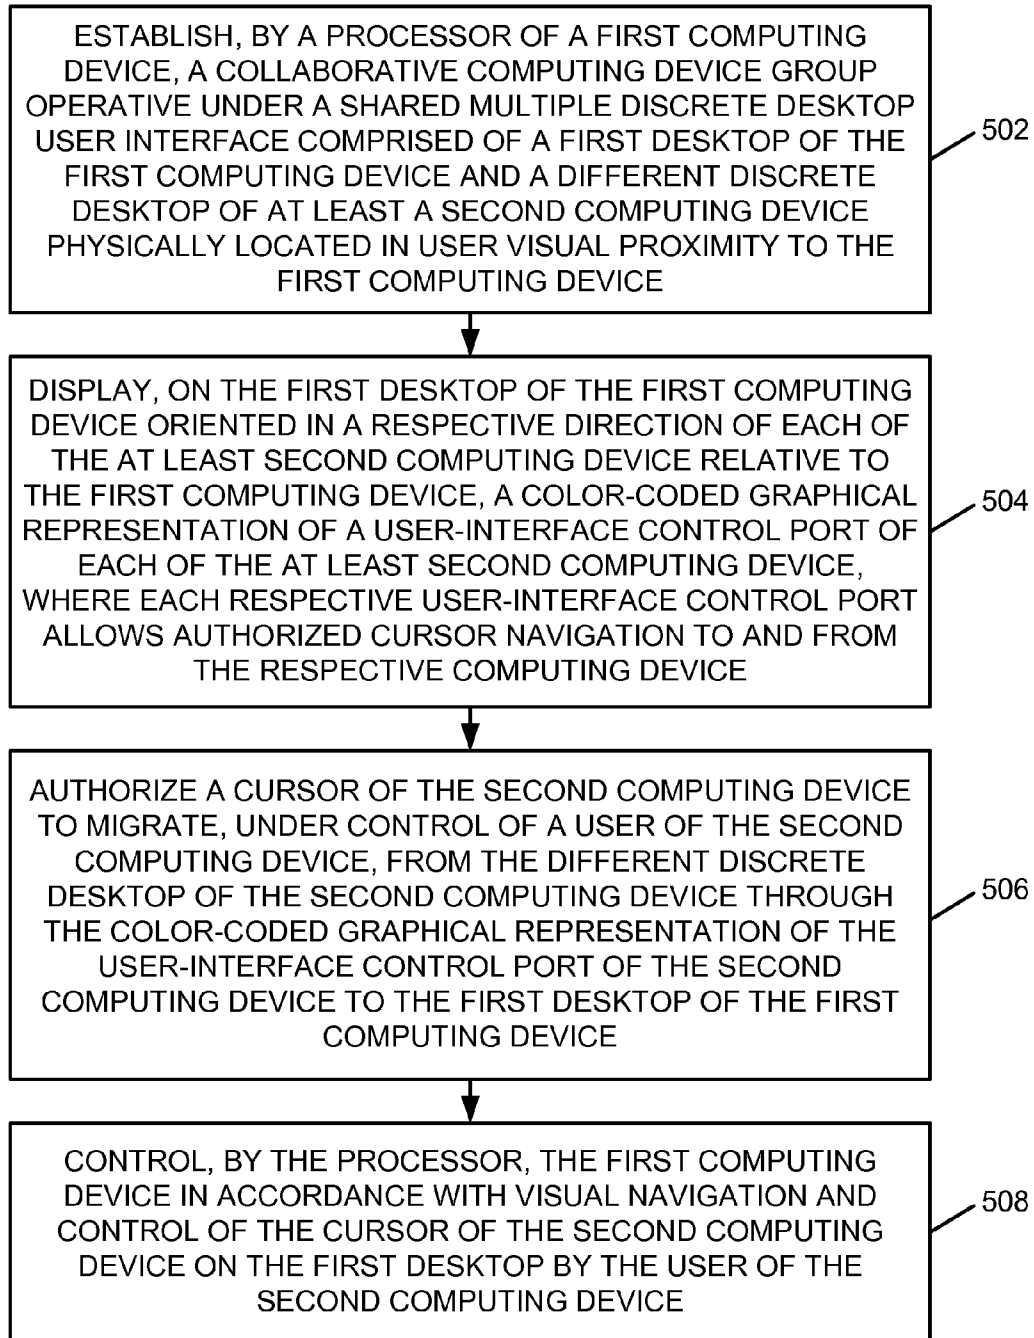 ESTABLISH, BY A PROCESSOR OF A FIRST COMPUTING
DEVICE, A COLLABORATIVE COMPUTING DEVICE GROUP
OPERATIVE UNDER A SHARED MULTIPLE DISCRETE DESKTOP
USER INTERFACE COMPRISED OF A FIRST DESKTOP OF THE
FIRST COMPUTING DEVICE AND A DIFFERENT DISCRETE
DESKTOP OF AT LEAST A SECOND COMPUTING DEVICE
PHYSICALLY LOCATED IN USER VISUAL PROXIMITY TO THE
FIRST COMPUTING DEVICE
502
DISPLAY, ON THE FIRST DESKTOP OF THE FIRST COMPUTING
DEVICE ORIENTED IN A RESPECTIVE DIRECTION OF EACH OF
THE AT LEAST SECOND COMPUTING DEVICE RELATIVE TO
THE FIRST COMPUTING DEVICE, A COLOR-CODED GRAPHICAL
REPRESENTATION OF A USER-INTERFACE CONTROL PORT OF
EACH OF THE AT LEAST SECOND COMPUTING DEVICE,
WHERE EACH RESPECTIVE USER-INTERFACE CONTROL PORT
ALLOWS AUTHORIZED CURSOR NAVIGATION TO AND FROM
THE RESPECTIVE COMPUTING DEVICE
504
AUTHORIZE A CURSOR OF THE SECOND COMPUTING DEVICE
TO MIGRATE, UNDER CONTROL OF A USER OF THE SECOND
COMPUTING DEVICE, FROM THE DIFFERENT DISCRETE
DESKTOP OF THE SECOND COMPUTING DEVICE THROUGH
THE COLOR-CODED GRAPHICAL REPRESENTATION OF THE
USER-INTERFACE CONTROL PORT OF THE SECOND
COMPUTING DEVICE TO THE FIRST DESKTOP OF THE FIRST
COMPUTING DEVICE
506
CONTROL, BY THE PROCESSOR, THE FIRST COMPUTING
DEVICE IN ACCORDANCE WITH VISUAL NAVIGATION AND
CONTROL OF THE CURSOR OF THE SECOND COMPUTING
DEVICE ON THE FIRST DESKTOP BY THE USER OF THE
SECOND COMPUTING DEVICE
508